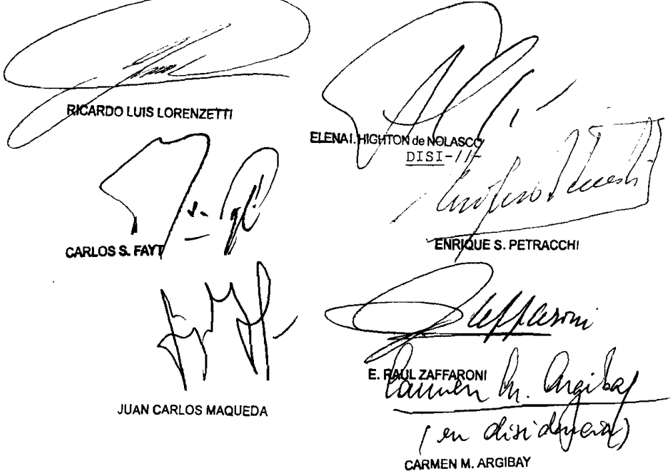 RICARDO LUIS LORENZETTI
ELENA I. HIGHTON de NOLASCO
DISI-//-
CARLOS S. FAYT
ENRIQUE S. PETRACCHI
JUAN CARLOS MAQUEDA
Zaffaroni
E. RAUL ZAFFARONI
Carmen M. Argibay
(en disidencia)
CARMEN M. ARGIBAY